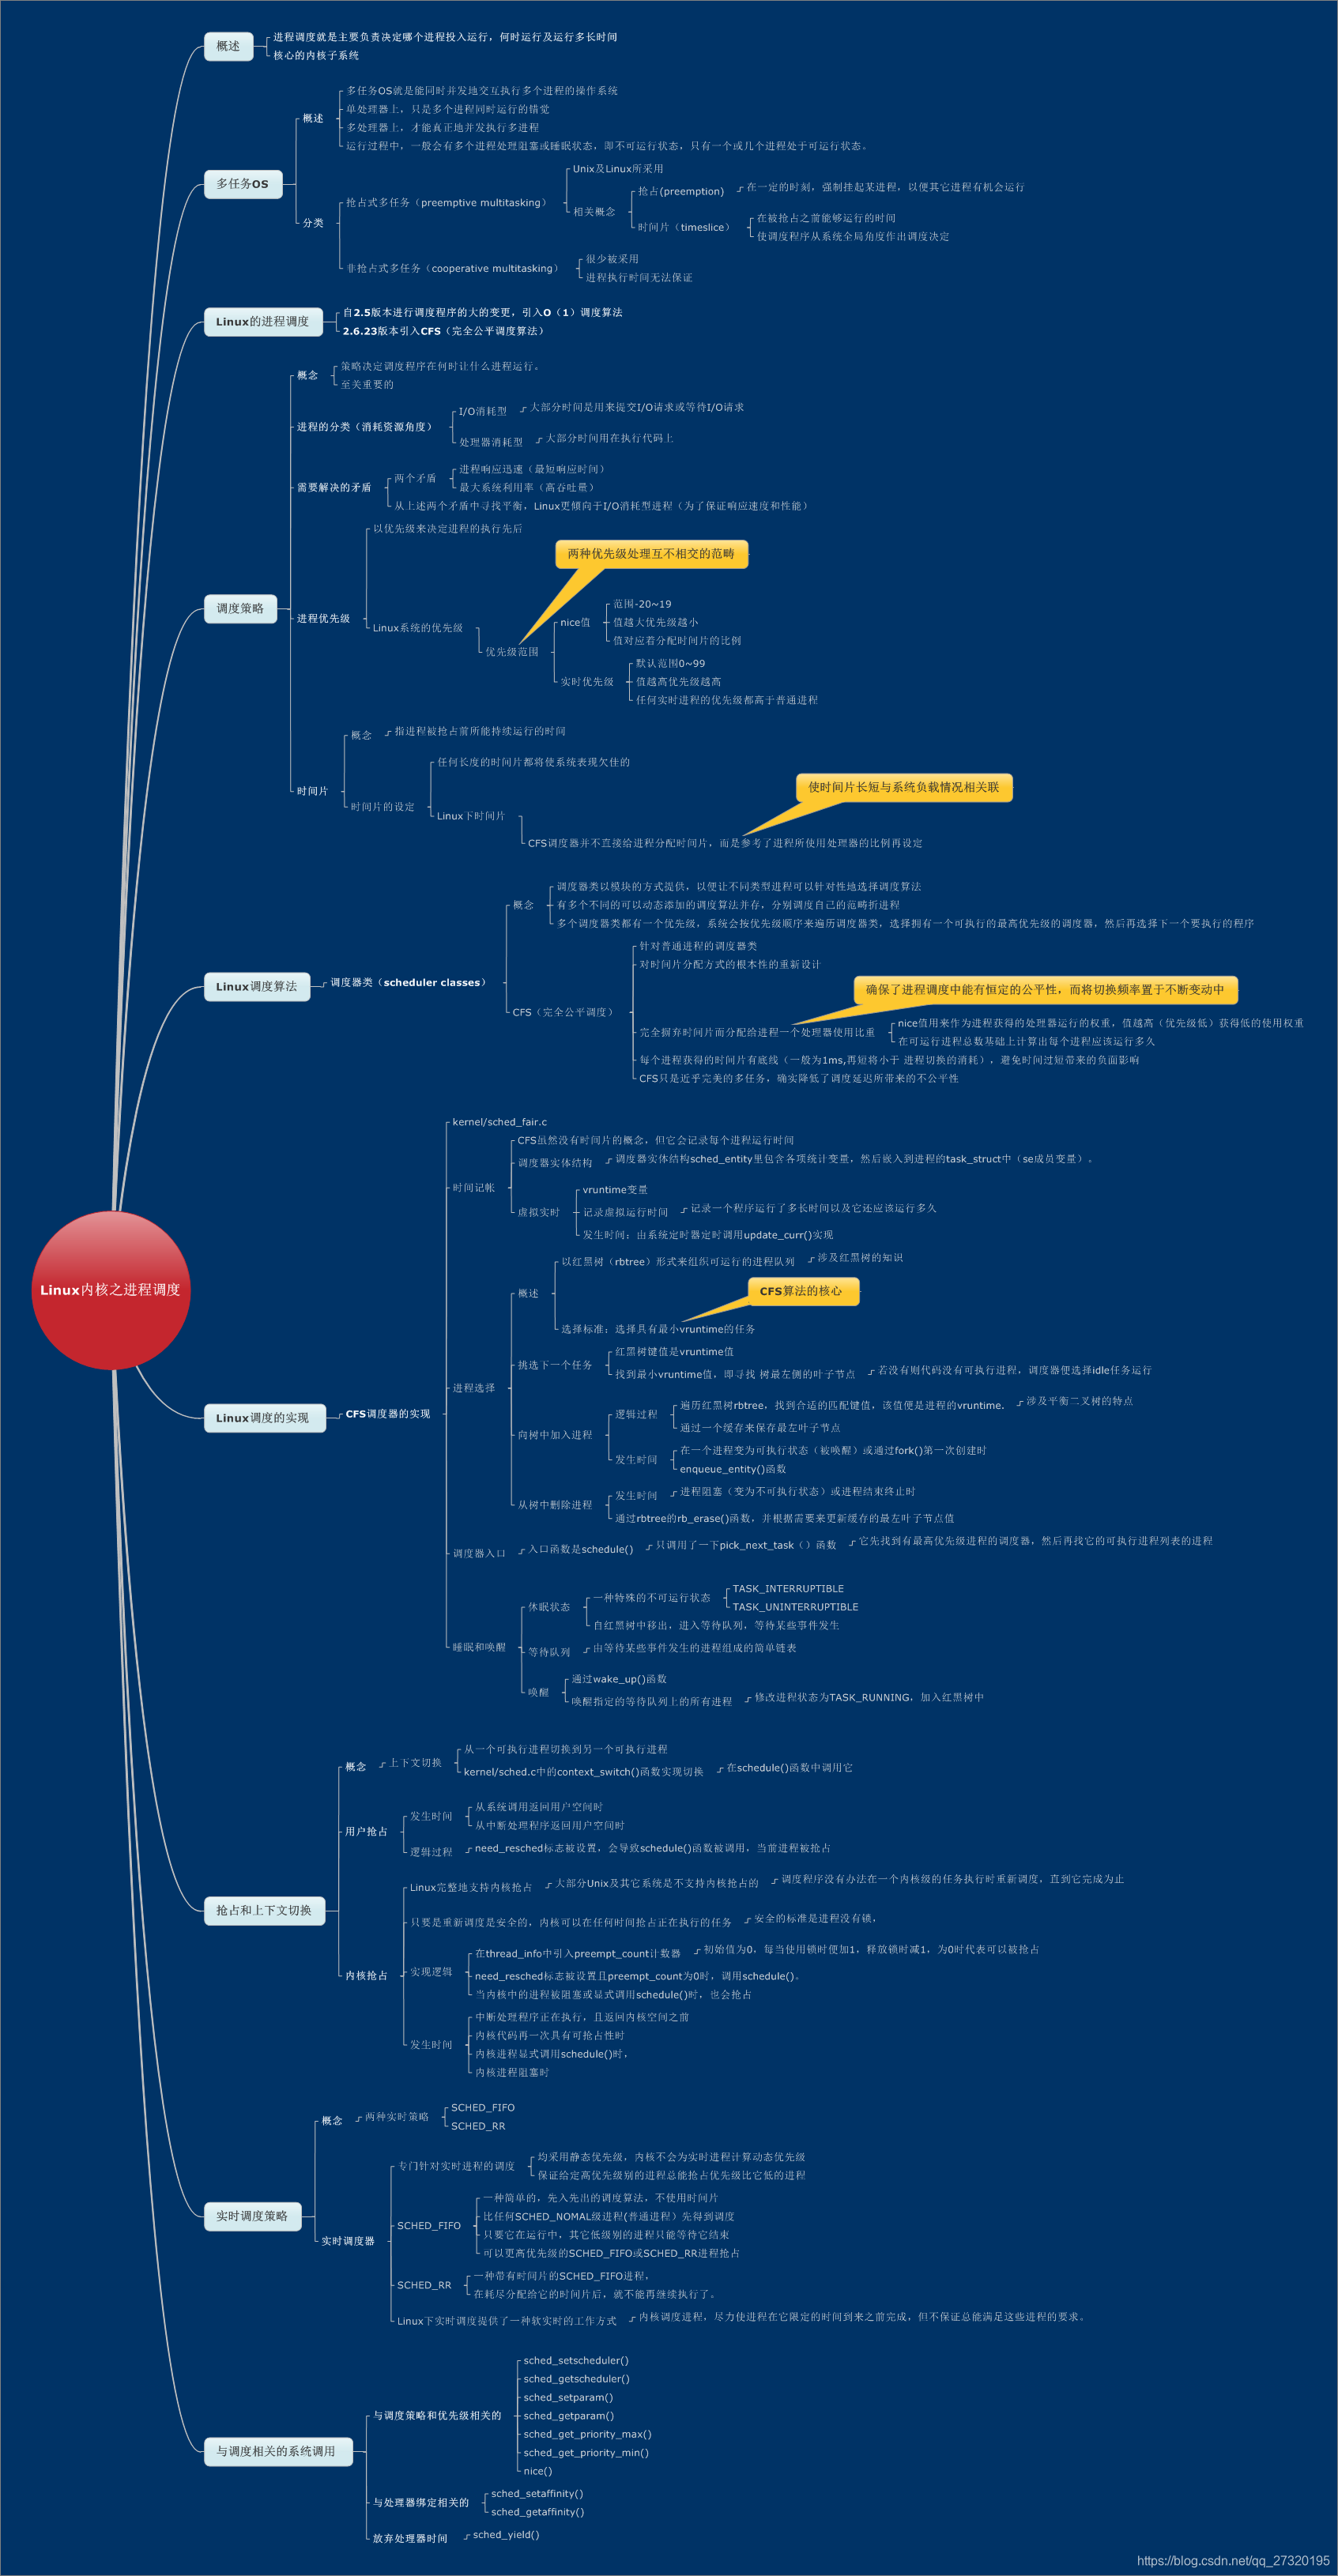 概述
进程调度就是主要负责决定哪个进程投入运行，何时运行及运行多长时间
核心的内核子系统
多任务OS
概述
多任务OS就是能同时并发地交互执行多个进程的操作系统
单处理器上，只是多个进程同时运行的错觉
多处理器上，才能真正地并发执行多进程
运行过程中，一般会有多个进程处理阻塞或睡眠状态，即不可运行状态，只有一个或几个进程处于可运行状态。
分类
抢占式多任务（preemptive multitasking）
Unix及Linux所采用
相关概念
抢占(preemption)
在一定的时刻，强制挂起某进程，以便其它进程有机会运行
时间片（timeslice）
在被抢占之前能够运行的时间
使调度程序从系统全局角度作出调度决定
非抢占式多任务（cooperative multitasking）
很少被采用
进程执行时间无法保证
Linux的进程调度
自2.5版本进行调度程序的大的变更，引入O（1）调度算法
2.6.23版本引入CFS（完全公平调度算法）
调度策略
概念
策略决定调度程序在何时让什么进程运行。
至关重要的
进程的分类（消耗资源角度）
I/O消耗型
大部分时间是用来提交I/O请求或等待I/O请求
处理器消耗型
大部分时间用在执行代码上
需要解决的矛盾
两个矛盾
进程响应迅速（最短响应时间）
最大系统利用率（高吞吐量）
从上述两个矛盾中寻找平衡，Linux更倾向于I/O消耗型进程（为了保证响应速度和性能）
进程优先级
以优先级来决定进程的执行先后
两种优先级处理互不相交的范畴
Linux系统的优先级
优先级范围
nice值
范围-20~19
值越大优先级越小
值对应着分配时间片的比例
实时优先级
默认范围0~99
值越高优先级越高
任何实时进程的优先级都高于普通进程
时间片
概念
指进程被抢占前所能持续运行的时间
时间片的设定
任何长度的时间片都将使系统表现欠佳的
使时间片长短与系统负载情况相关联
Linux下时间片
CFS调度器并不直接给进程分配时间片，而是参考了进程所使用处理器的比例再设定
Linux调度算法
调度器类（scheduler classes）
概念
调度器类以模块的方式提供，以便让不同类型进程可以针对性地选择调度算法
有多个不同的可以动态添加的调度算法并存，分别调度自己的范畴折进程
多个调度器类都有一个优先级，系统会按优先级顺序来遍历调度器类，选择拥有一个可执行的最高优先级的调度器，然后再选择下一个要执行的程序
CFS（完全公平调度）
针对普通进程的调度器类
对时间片分配方式的根本性的重新设计
确保了进程调度中能有恒定的公平性，而将切换频率置于不断变动中
完全摒弃时间片而分配给进程一个处理器使用比重
nice值用来作为进程获得的处理器运行的权重，值越高（优先级低）获得低的使用权重
在可运行进程总数基础上计算出每个进程应该运行多久
每个进程获得的时间片有底线（一般为1ms,再短将小于 进程切换的消耗），避免时间过短带来的负面影响
CFS只是近乎完美的多任务，确实降低了调度延迟所带来的不公平性
Linux内核之进程调度
Linux调度的实现
CFS调度器的实现
kernel/sched_fair.c
时间记帐
CFS虽然没有时间片的概念，但它会记录每个进程运行时间
调度器实体结构
调度器实体结构sched_entity里包含各项统计变量，然后嵌入到进程的task_struct中（se成员变量）。
虚拟实时
vruntime变量
记录虚拟运行时间
记录一个程序运行了多长时间以及它还应该运行多久
发生时间：由系统定时器定时调用update_curr()实现
进程选择
概述
以红黑树（rbtree）形式来组织可运行的进程队列
涉及红黑树的知识
CFS算法的核心
选择标准：选择具有最小vruntime的任务
挑选下一个任务
红黑树键值是vruntime值
找到最小vruntime值，即寻找 树最左侧的叶子节点
若没有则代码没有可执行进程，调度器便选择idle任务运行
向树中加入进程
逻辑过程
遍历红黑树rbtree，找到合适的匹配键值，该值便是进程的vruntime.
涉及平衡二叉树的特点
通过一个缓存来保存最左叶子节点
发生时间
在一个进程变为可执行状态（被唤醒）或通过fork()第一次创建时
enqueue_entity()函数
从树中删除进程
发生时间
进程阻塞（变为不可执行状态）或进程结束终止时
通过rbtree的rb_erase()函数，并根据需要来更新缓存的最左叶子节点值
调度器入口
入口函数是schedule()
只调用了一下pick_next_task（）函数
它先找到有最高优先级进程的调度器，然后再找它的可执行进程列表的进程
睡眠和唤醒
休眠状态
一种特殊的不可运行状态
TASK_INTERRUPTIBLE
TASK_UNINTERRUPTIBLE
自红黑树中移出，进入等待队列，等待某些事件发生
等待队列
由等待某些事件发生的进程组成的简单链表
唤醒
通过wake_up()函数
唤醒指定的等待队列上的所有进程
修改进程状态为TASK_RUNNING，加入红黑树中
抢占和上下文切换
概念
上下文切换
从一个可执行进程切换到另一个可执行进程
kernel/sched.c中的context_switch()函数实现切换
在schedule()函数中调用它
用户抢占
发生时间
从系统调用返回用户空间时
从中断处理程序返回用户空间时
逻辑过程
need_resched标志被设置，会导致schedule()函数被调用，当前进程被抢占
内核抢占
Linux完整地支持内核抢占
大部分Unix及其它系统是不支持内核抢占的
调度程序没有办法在一个内核级的任务执行时重新调度，直到它完成为止
只要是重新调度是安全的，内核可以在任何时间抢占正在执行的任务
安全的标准是进程没有锁，
实现逻辑
在thread_info中引入preempt_count计数器
初始值为0，每当使用锁时便加1，释放锁时减1，为0时代表可以被抢占
need_resched标志被设置且preempt_count为0时，调用schedule()。
当内核中的进程被阻塞或显式调用schedule()时，也会抢占
发生时间
中断处理程序正在执行，且返回内核空间之前
内核代码再一次具有可抢占性时
内核进程显式调用schedule()时，
内核进程阻塞时
实时调度策略
概念
两种实时策略
SCHED_FIFO
SCHED_RR
实时调度器
专门针对实时进程的调度
均采用静态优先级，内核不会为实时进程计算动态优先级
保证给定高优先级别的进程总能抢占优先级比它低的进程
SCHED_FIFO
一种简单的，先入先出的调度算法，不使用时间片
比任何SCHED_NOMAL级进程(普通进程）先得到调度
只要它在运行中，其它低级别的进程只能等待它结束
可以更高优先级的SCHED_FIFO或SCHED_RR进程抢占
SCHED_RR
一种带有时间片的SCHED_FIFO进程，
在耗尽分配给它的时间片后，就不能再继续执行了。
Linux下实时调度提供了一种软实时的工作方式
内核调度进程，尽力使进程在它限定的时间到来之前完成，但不保证总能满足这些进程的要求。
与调度相关的系统调用
与调度策略和优先级相关的
sched_setscheduler()
sched_getscheduler()
sched_setparam()
sched_getparam()
sched_get_priority_max()
sched_get_priority_min()
nice()
与处理器绑定相关的
sched_setaffinity()
sched_getaffinity()
放弃处理器时间
sched_yield()
https://blog.csdn.net/qq_27320195